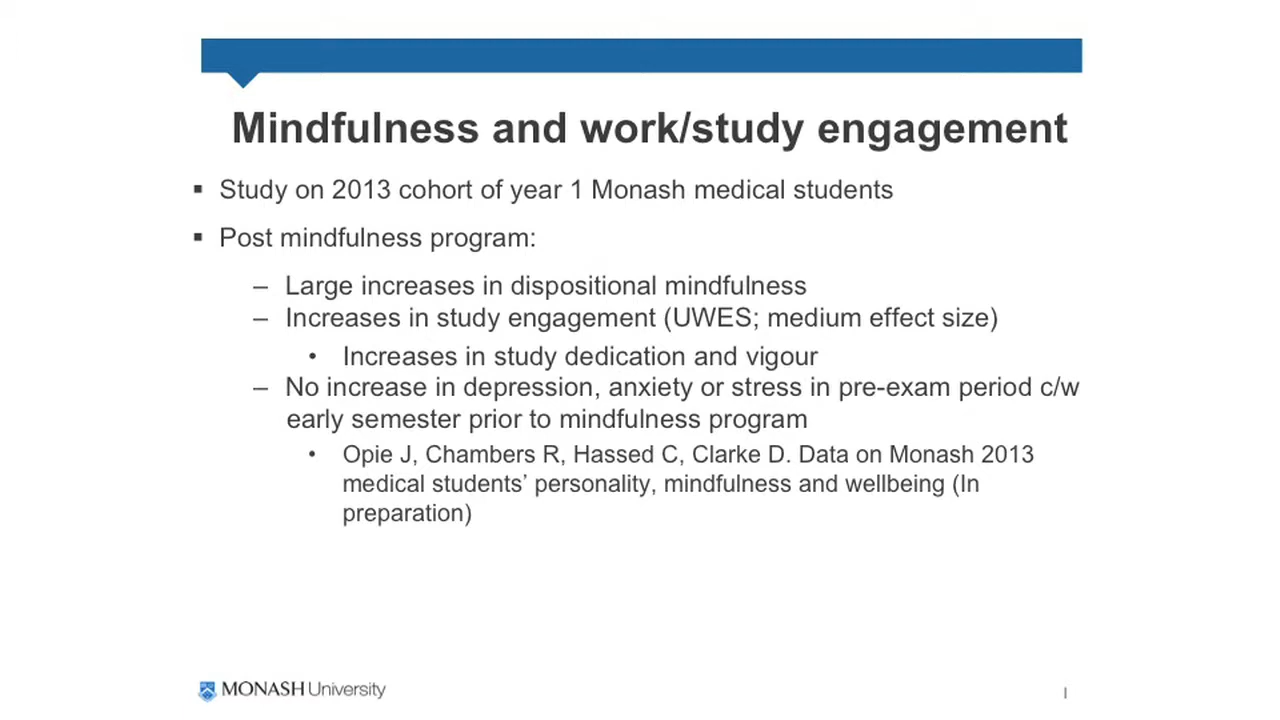 Mindfulness and work/study engagement
▪ Study on 2013 cohort of year 1 Monash medical students
▪ Post mindfulness program:
– Large increases in dispositional mindfulness
– Increases in study engagement (UWES; medium effect size)
• Increases in study dedication and vigour
– No increase in depression, anxiety or stress in pre-exam period c/w
early semester prior to mindfulness program
• Opie J, Chambers R, Hassed C, Clarke D. Data on Monash 2013
medical students’ personality, mindfulness and wellbeing (In
preparation)
MONASH University